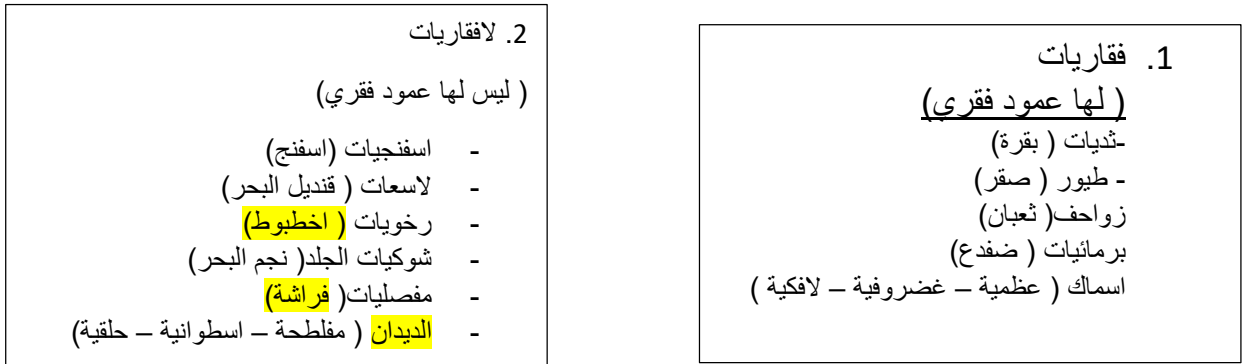 1. فقاريات
( لها عمود فقري)
-ثديات ( بقرة)
- طيور ( صقر)
زواحف( ثعبان)
برمائيات ( ضفدع)
اسماك ( عظمية – غضروفية – لافكية )
2. لافقاريات
( ليس لها عمود فقري)
- اسفنجيات (اسفنج)
- لاسعات ( قنديل البحر)
- رخويات ( اخطبوط)
- شوكيات الجلد( نجم البحر)
- مفصليات( فراشة)
- الديدان ( مفلطحة – اسطوانية – حلقية)